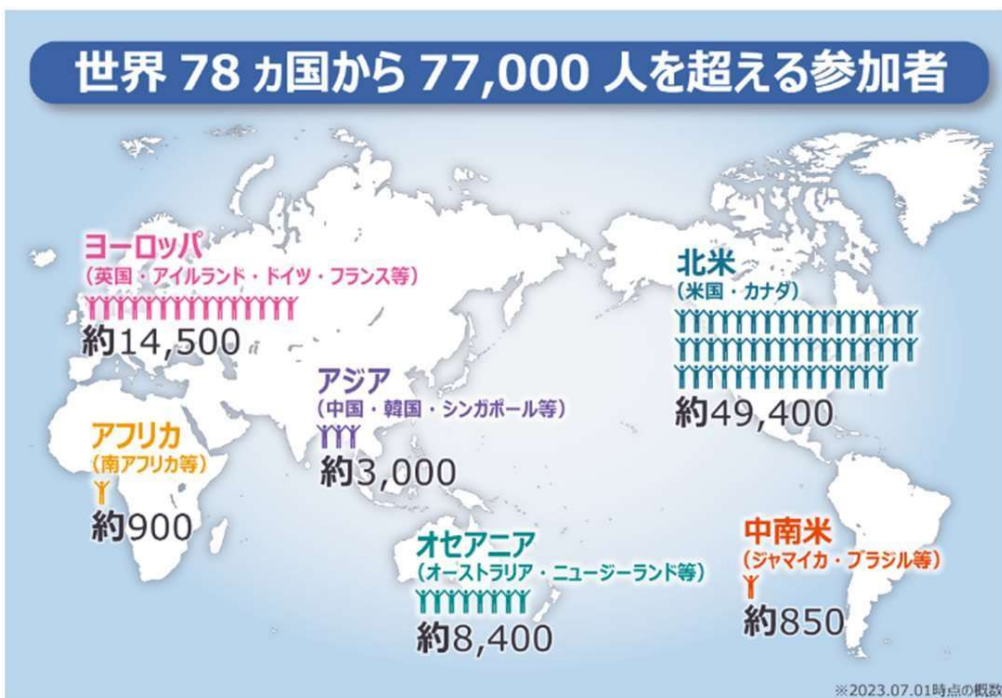 世界 78 ヵ国から 77,000 人を超える参加者
ヨーロッパ
（英国・アイルランド・ドイツ・フランス等）
約14,500
北米
（米国・カナダ）
約49,400
アジア
（中国・韓国・シンガポール等）
約3,000
アフリカ
（南アフリカ等）
約900
オセアニア
（オーストラリア・ニュージーランド等）
約8,400
中南米
（ジャマイカ・ブラジル等）
約850
※2023.07.01時点の概数